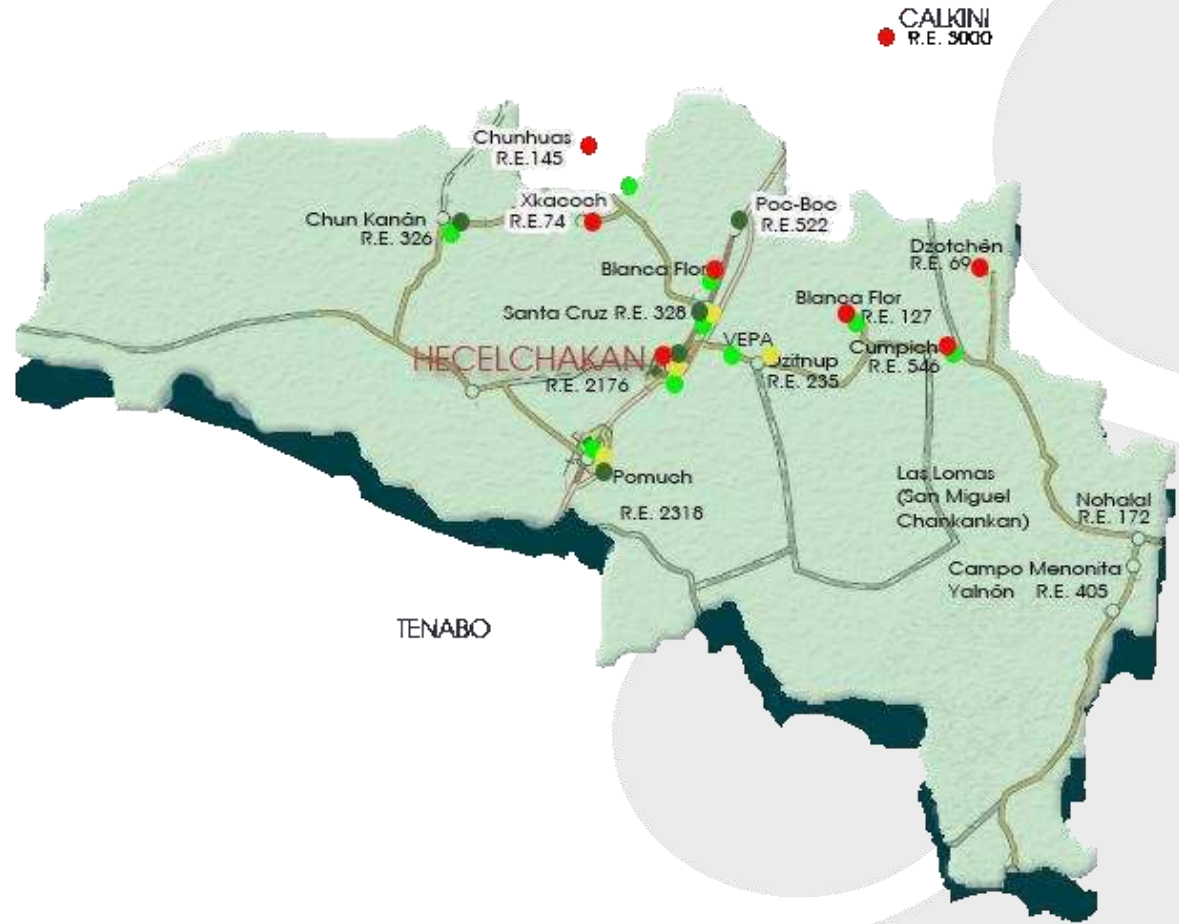 CALKINI
R.E. 3000
Chunhuas
R.E.145
Xkacoch
R.E.74
Poc-Boc
R.E.522
Chun Kanán
R.E. 326
Dzotchén
R.E. 69
Blanca Flor
Blanca Flor
R.E. 127
Santa Cruz R.E. 328
VEPA
Cumpich
R.E. 546
HECELCHAKAN
R.E. 2176
Dzitnup
R.E. 235
Pomuch
R.E. 2318
Las Lomas
(San Miguel
Chankankan)
Nohalal
R.E. 172
Campo Menonita
Yalnón R.E. 405
TENABO